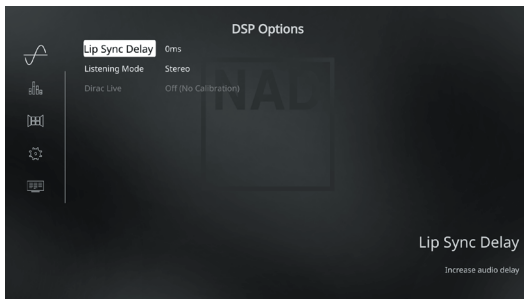 DSP Options
Lip Sync Delay 0ms
Listening Mode Stereo
Dirac Live Off (No Calibration)
NAD
Lip Sync Delay
Increase audio delay